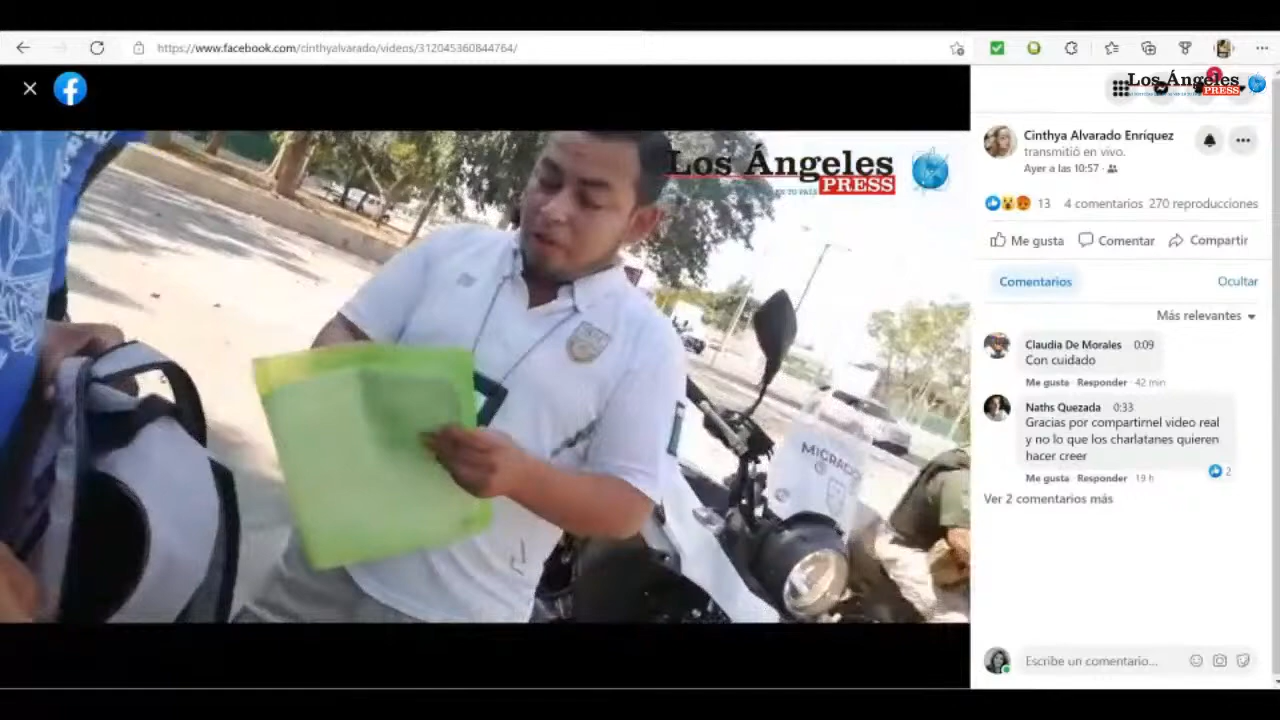 https://www.facebook.com/cinthyalvarado/videos/312045360844764/
Los Ángeles
PRESS
Los Ángeles
PRESS
MIGRACI
Cinthya Alvarado Enríquez
transmitió en vivo.
Ayer a las 10:57
13 4 comentarios 270 reproducciones
Me gusta Comentar Compartir
Comentarios Ocultar
Más relevantes
Claudia De Morales 0:09
Con cuidado
Me gusta · Responder · 42 min
Naths Quezada 0:33
Gracias por compartirnel video real
y no lo que los charlatanes quieren
hacer creer
2
Me gusta · Responder · 19 h
Ver 2 comentarios más
Escribe un comentario...